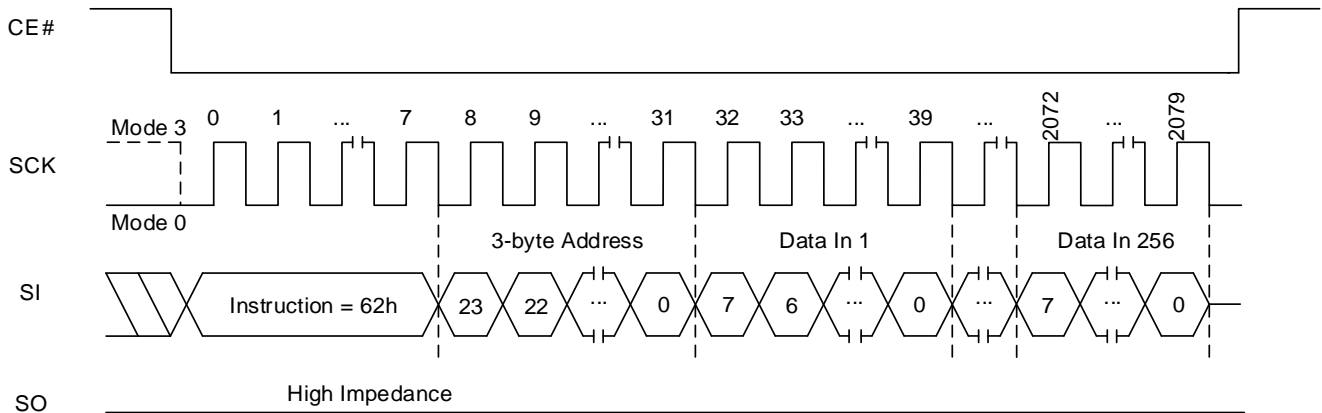 CE#
0 1 ... 7 8 9 ... 31 32 33 ... 39 ... 2072 ... 2079
Mode 3
SCK
Mode 0
3-byte Address Data In 1 Data In 256
SI Instruction = 62h 23 22 ... 0 7 6 ... 0 ... 7 ... 0
High Impedance
SO